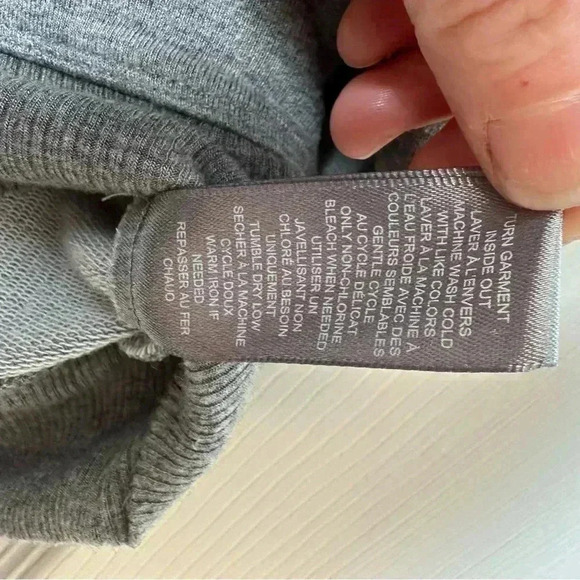 TURN GARMENT
INSIDE OUT
LAVER À L'ENVERS
MACHINE WASH COLD
WITH LIKE COLORS
LAVER À LA MACHINE À
L'EAU FROIDE AVEC DES
COULEURS SEMBLABLES
GENTLE CYCLE
AU CYCLE DÉLICAT
ONLY NON-CHLORINE
BLEACH WHEN NEEDED
UTILISER UN
JAVELLISANT NON
CHLORÉ AU BESOIN
UNIQUEMENT
TUMBLE DRY LOW
SECHER À LA MACHINE
CYCLE DOUX
WARM IRON IF
NEEDED
REPASSER AU FER
CHAUD